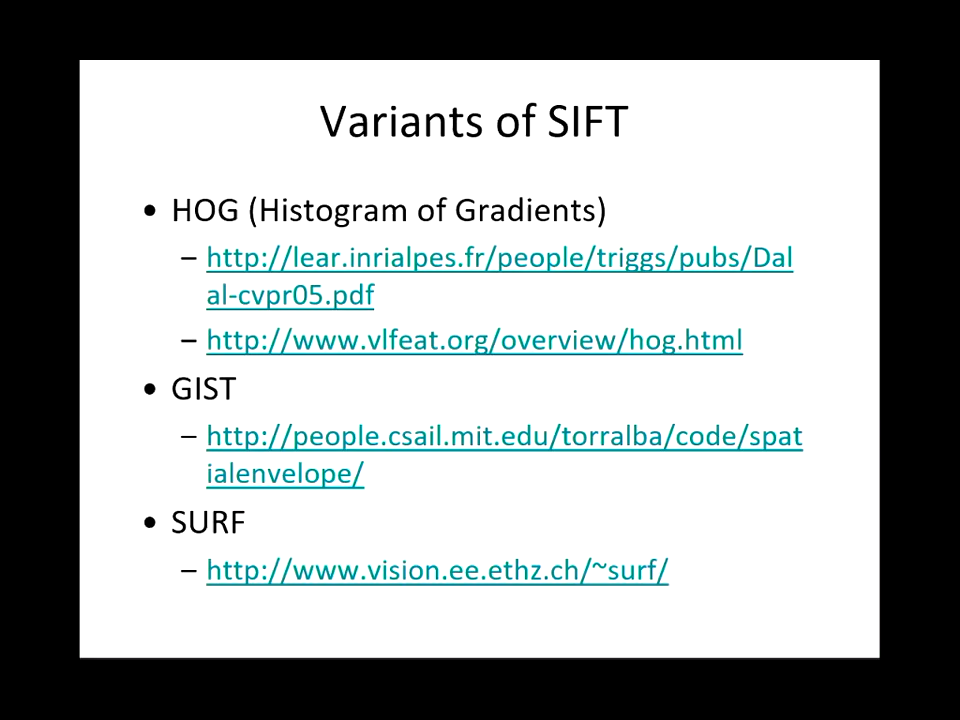 Variants of SIFT
• HOG (Histogram of Gradients)
– http://lear.inrialpes.fr/people/triggs/pubs/Dal
al-cvpr05.pdf
– http://www.vlfeat.org/overview/hog.html
• GIST
– http://people.csail.mit.edu/torralba/code/spat
ialenvelope/
• SURF
– http://www.vision.ee.ethz.ch/~surf/